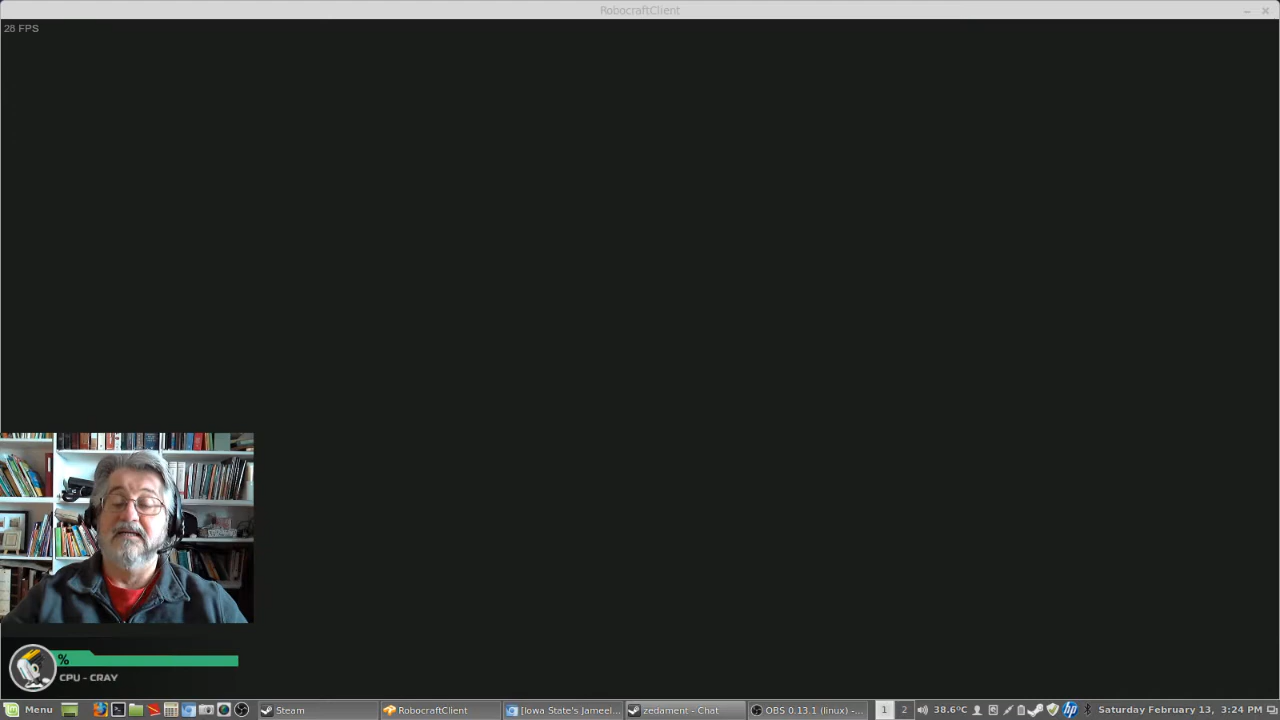 RobocraftClient
28 FPS
%
CPU - CRAY
Menu
Steam
RobocraftClient
[Iowa State's Jameel...
zedament - Chat
OBS 0.13.1 (linux) -...
1
2
38.6°C
hp
Saturday February 13, 3:24 PM